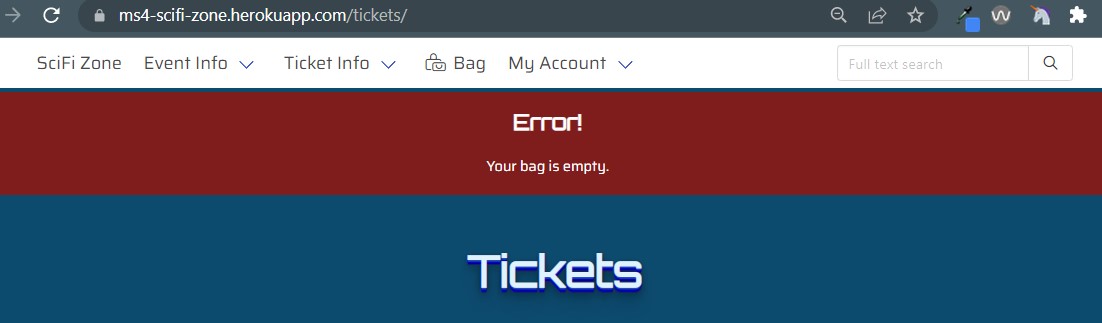 ms4-scifi-zone.herokuapp.com/tickets/
SciFi Zone Event Info Ticket Info Bag My Account Full text search
Error!
Your bag is empty.
Tickets